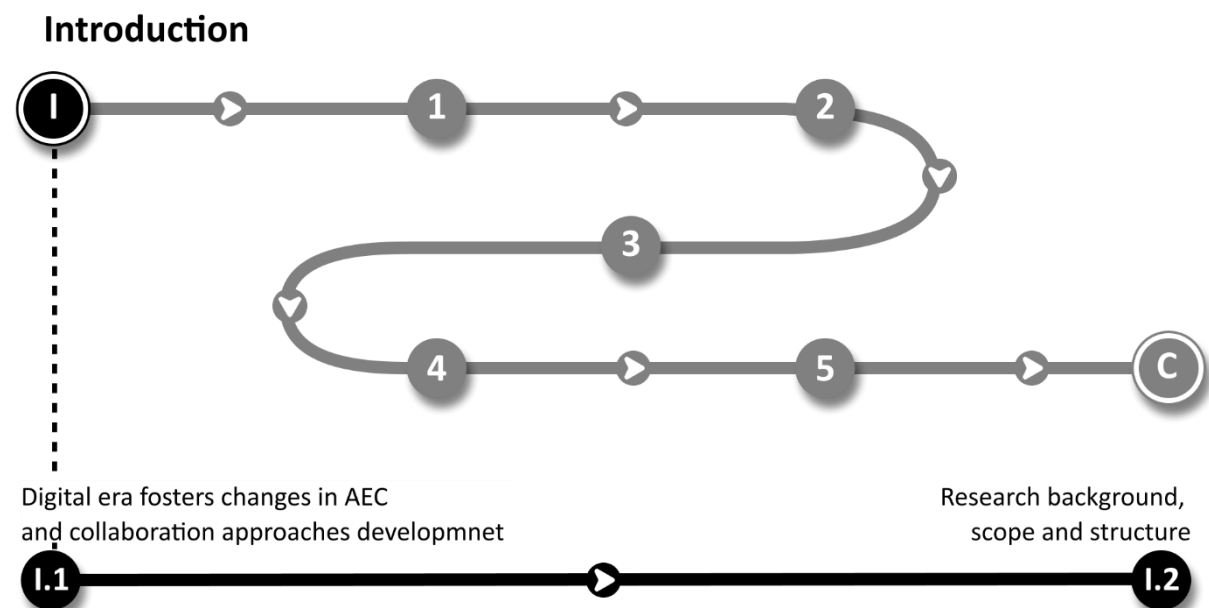 Introduction
I
1
2
3
4
5
C
Digital era fosters changes in AEC
and collaboration approaches developmnet
Research background,
scope and structure
I.1
I.2